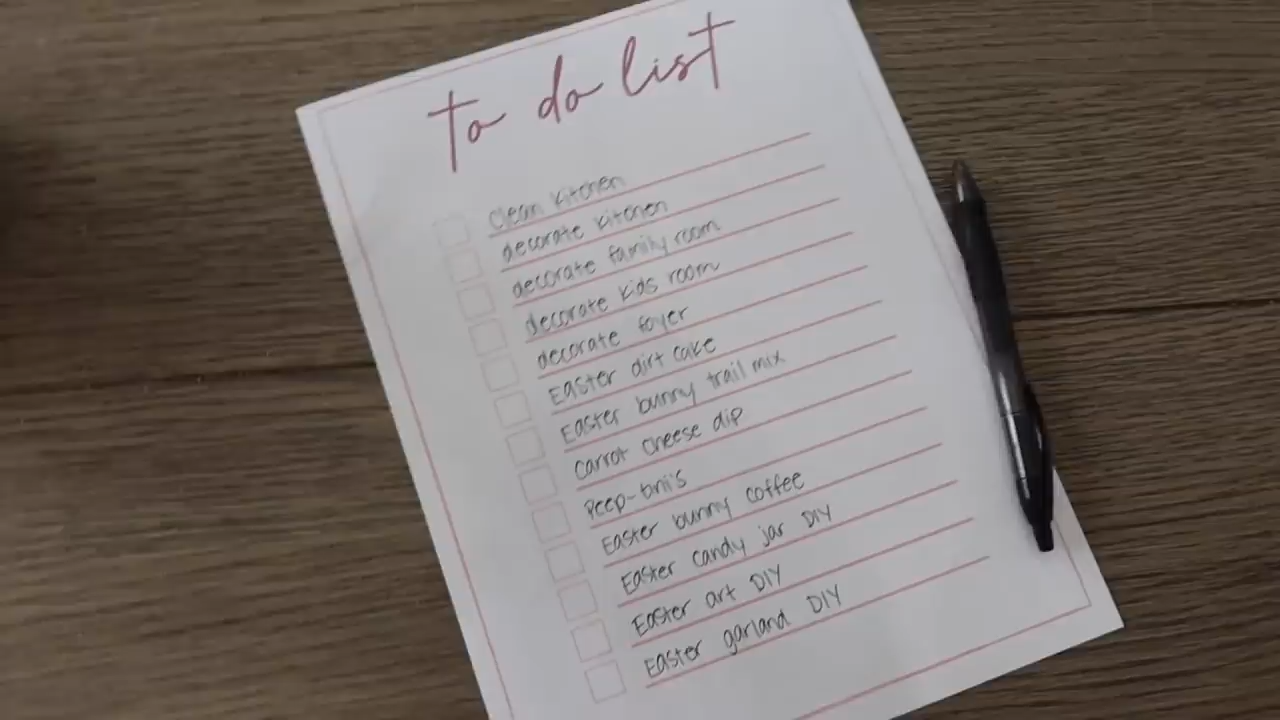 to do list
clean kitchen
decorate kitchen
decorate family room
decorate kids room
decorate foyer
Easter dirt cake
Easter bunny trail mix
carrot cheese dip
Peep-tini's
Easter bunny coffee
Easter candy jar DIY
Easter art DIY
Easter garland DIY